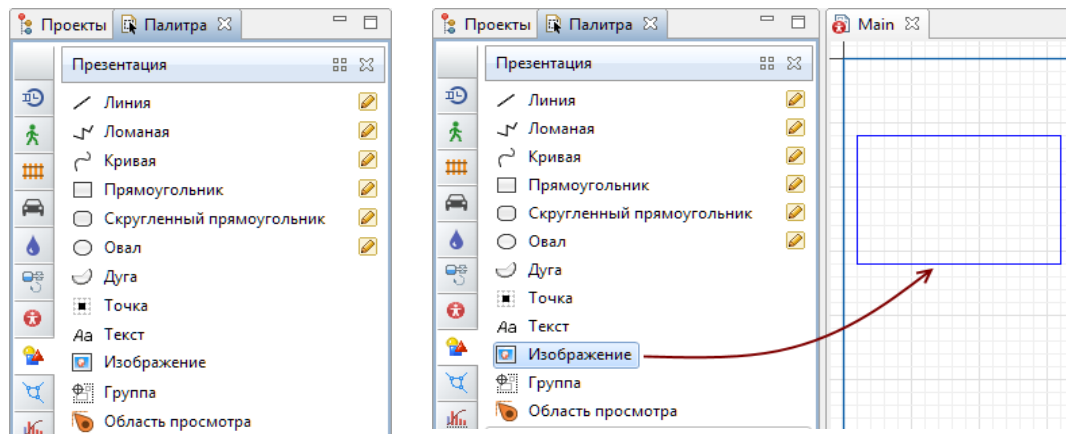 Проекты Палитра
Презентация
Линия
Ломаная
Кривая
Прямоугольник
Скругленный прямоугольник
Овал
Дуга
Точка
Aa Текст
Изображение
Группа
Область просмотра
Проекты Палитра
Презентация
Линия
Ломаная
Кривая
Прямоугольник
Скругленный прямоугольник
Овал
Дуга
Точка
Aa Текст
Изображение
Группа
Область просмотра
Main